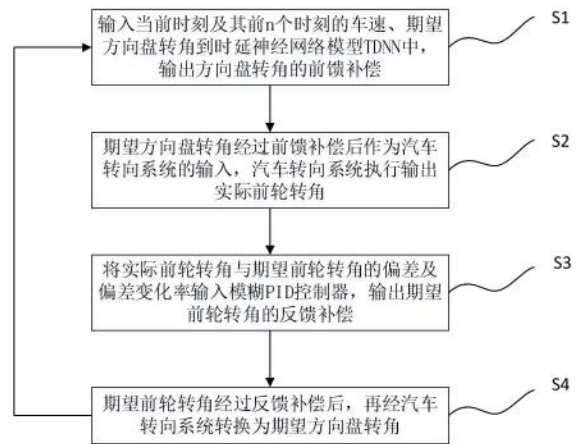 输入当前时刻及其前n个时刻的车速、期望
方向盘转角到时延神经网络模型TDNN中，
输出方向盘转角的前馈补偿
S1
期望方向盘转角经过前馈补偿后作为汽车
转向系统的输入，汽车转向系统执行输出
实际前轮转角
S2
将实际前轮转角与期望前轮转角的偏差及
偏差变化率输入模糊PID控制器，输出期望
前轮转角的反馈补偿
S3
期望前轮转角经过反馈补偿后，再经汽车
转向系统转换为期望方向盘转角
S4